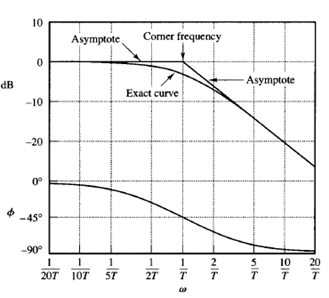 10
Asymptote
Corner frequency
0
dB
Asymptote
Exact curve
-10
-20
0°
ϕ
-45°
-90°
1/20T 1/10T 1/5T 1/2T 1/T 2/T 5/T 10/T 20/T
ω